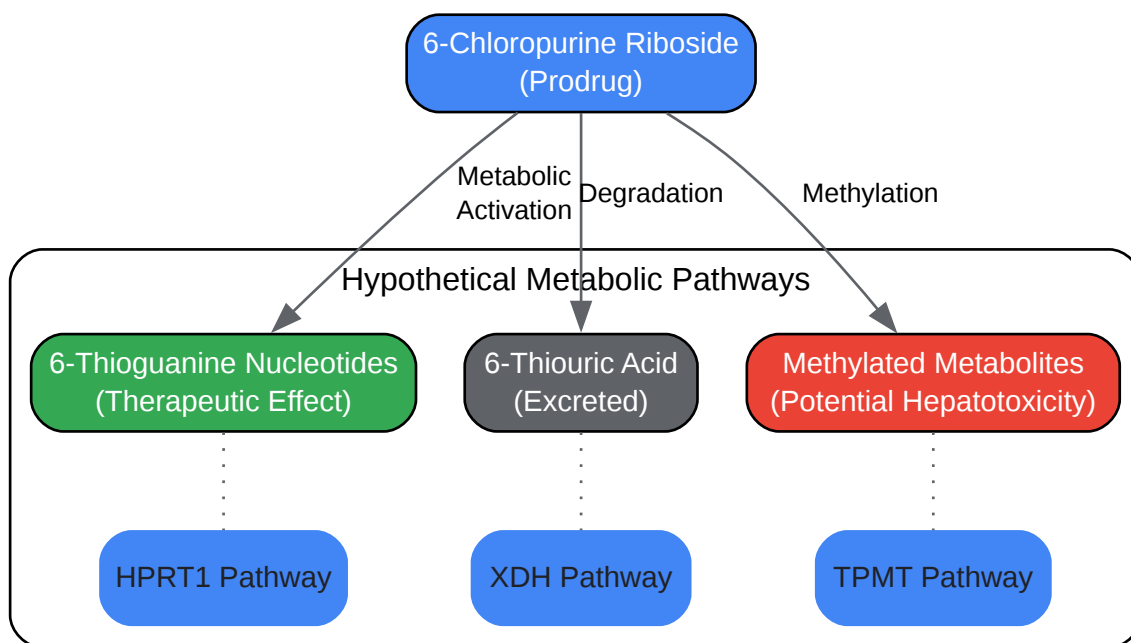 6-Chloropurine Riboside
(Prodrug)
Metabolic
Activation
Degradation
Methylation
Hypothetical Metabolic Pathways
6-Thioguanine Nucleotides
(Therapeutic Effect)
6-Thiouric Acid
(Excreted)
Methylated Metabolites
(Potential Hepatotoxicity)
HPRT1 Pathway
XDH Pathway
TPMT Pathway